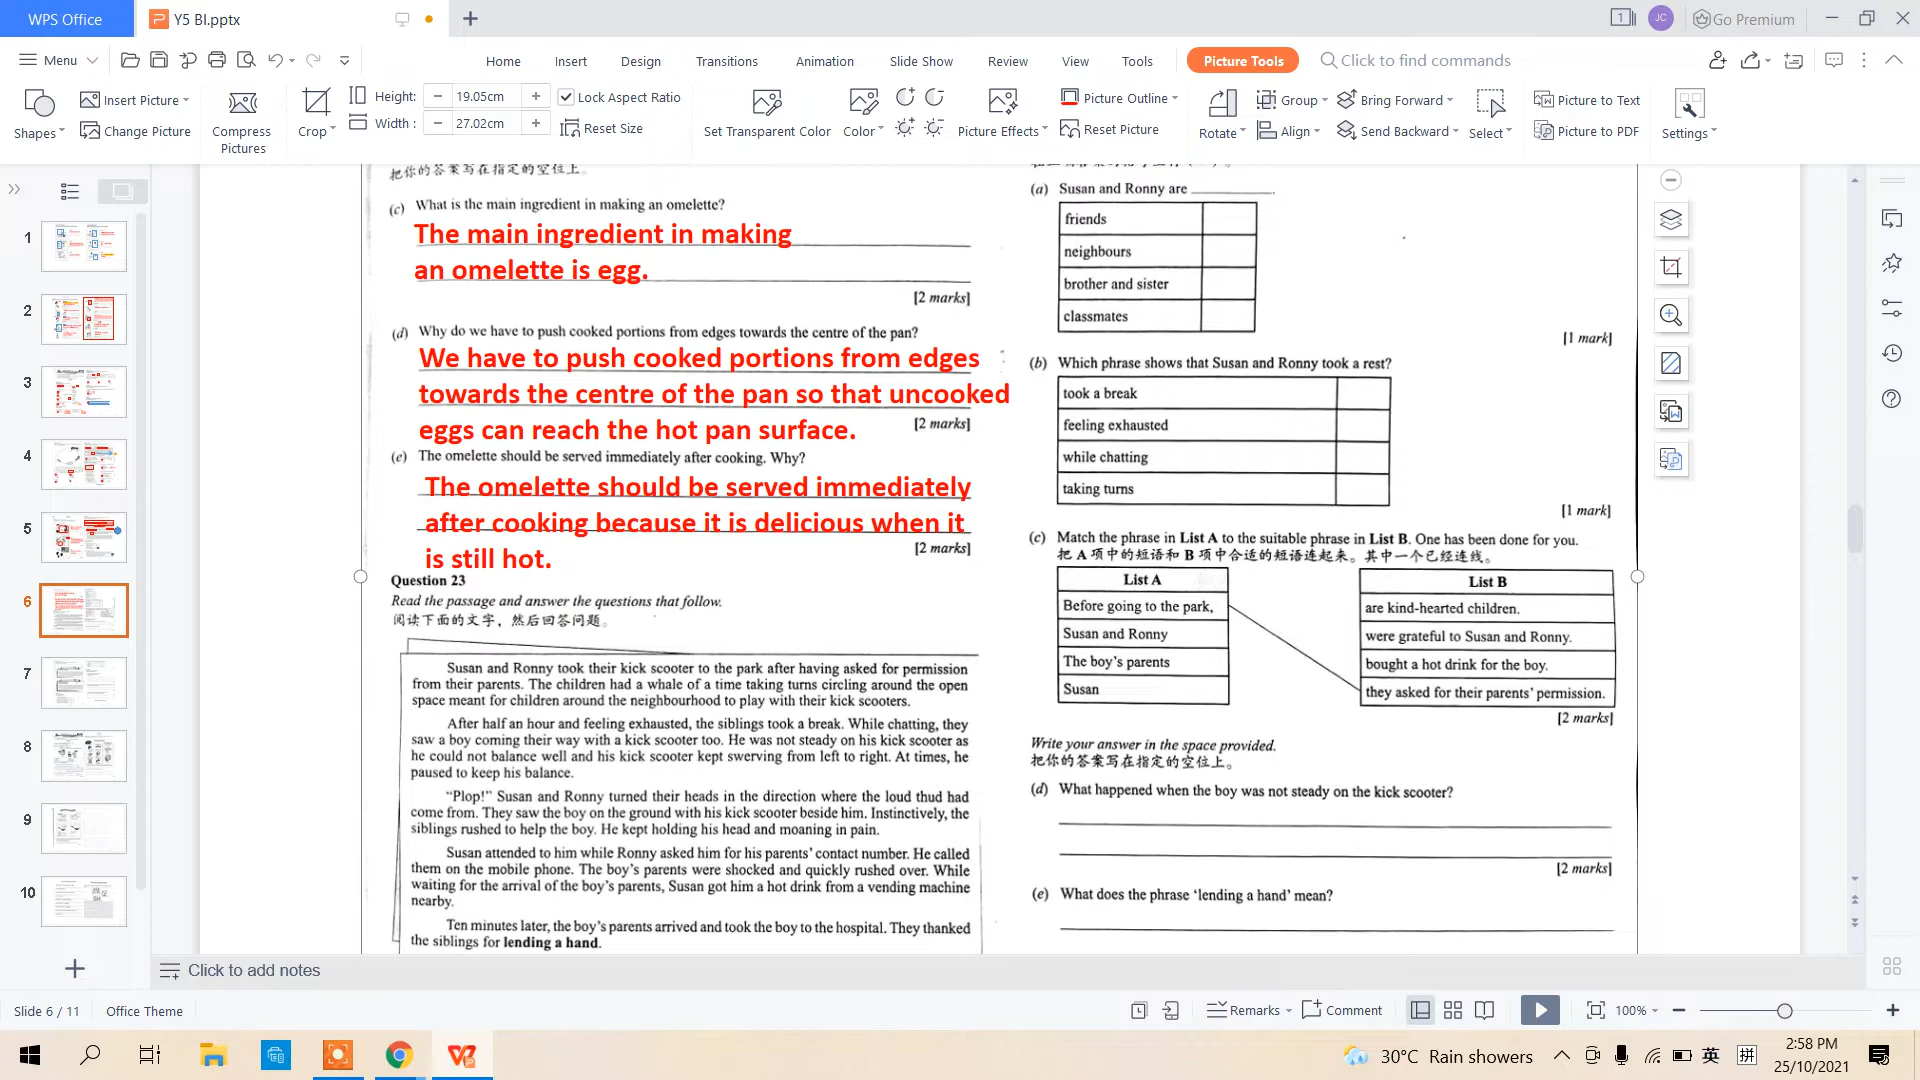 WPS Office
Y5 BI.pptx
1
JC
Go Premium
Menu
Home
Insert
Design
Transitions
Animation
Slide Show
Review
View
Tools
Picture Tools
Click to find commands
Shapes
Insert Picture
Change Picture
Compress Pictures
Crop
Height:
19.05cm
Width :
27.02cm
Lock Aspect Ratio
Reset Size
Set Transparent Color
Color
Picture Effects
Picture Outline
Reset Picture
Rotate
Group
Align
Bring Forward
Send Backward
Select
Picture to Text
Picture to PDF
Settings
1
2
3
4
5
6
7
8
9
10
把你的答案写在指定的空位上。
(c) What is the main ingredient in making an omelette?
The main ingredient in making
an omelette is egg.
[2 marks]
(d) Why do we have to push cooked portions from edges towards the centre of the pan?
We have to push cooked portions from edges
towards the centre of the pan so that uncooked
eggs can reach the hot pan surface.
[2 marks]
(e) The omelette should be served immediately after cooking. Why?
The omelette should be served immediately
after cooking because it is delicious when it
is still hot.
[2 marks]
Question 23
Read the passage and answer the questions that follow.
阅读下面的文字，然后回答问题。
Susan and Ronny took their kick scooter to the park after having asked for permission
from their parents. The children had a whale of a time taking turns circling around the open
space meant for children around the neighbourhood to play with their kick scooters.
After half an hour and feeling exhausted, the siblings took a break. While chatting, they
saw a boy coming their way with a kick scooter too. He was not steady on his kick scooter as
he could not balance well and his kick scooter kept swerving from left to right. At times, he
paused to keep his balance.
“Plop!” Susan and Ronny turned their heads in the direction where the loud thud had
come from. They saw the boy on the ground with his kick scooter beside him. Instinctively, the
siblings rushed to help the boy. He kept holding his head and moaning in pain.
Susan attended to him while Ronny asked him for his parents’ contact number. He called
them on the mobile phone. The boy’s parents were shocked and quickly rushed over. While
waiting for the arrival of the boy’s parents, Susan got him a hot drink from a vending machine
nearby.
Ten minutes later, the boy’s parents arrived and took the boy to the hospital. They thanked
the siblings for lending a hand.
(a) Susan and Ronny are
friends
neighbours
brother and sister
classmates
[1 mark]
(b) Which phrase shows that Susan and Ronny took a rest?
took a break
feeling exhausted
while chatting
taking turns
[1 mark]
(c) Match the phrase in List A to the suitable phrase in List B. One has been done for you.
把 A 项中的短语和 B 项中合适的短语连起来。其中一个已经连线。
List A
Before going to the park,
Susan and Ronny
The boy’s parents
Susan
List B
are kind-hearted children.
were grateful to Susan and Ronny.
bought a hot drink for the boy.
they asked for their parents’ permission.
[2 marks]
Write your answer in the space provided.
把你的答案写在指定的空位上。
(d) What happened when the boy was not steady on the kick scooter?
[2 marks]
(e) What does the phrase ‘lending a hand’ mean?
Click to add notes
Slide 6 / 11
Office Theme
Remarks
Comment
100%
30°C Rain showers
英
拼
2:58 PM
25/10/2021